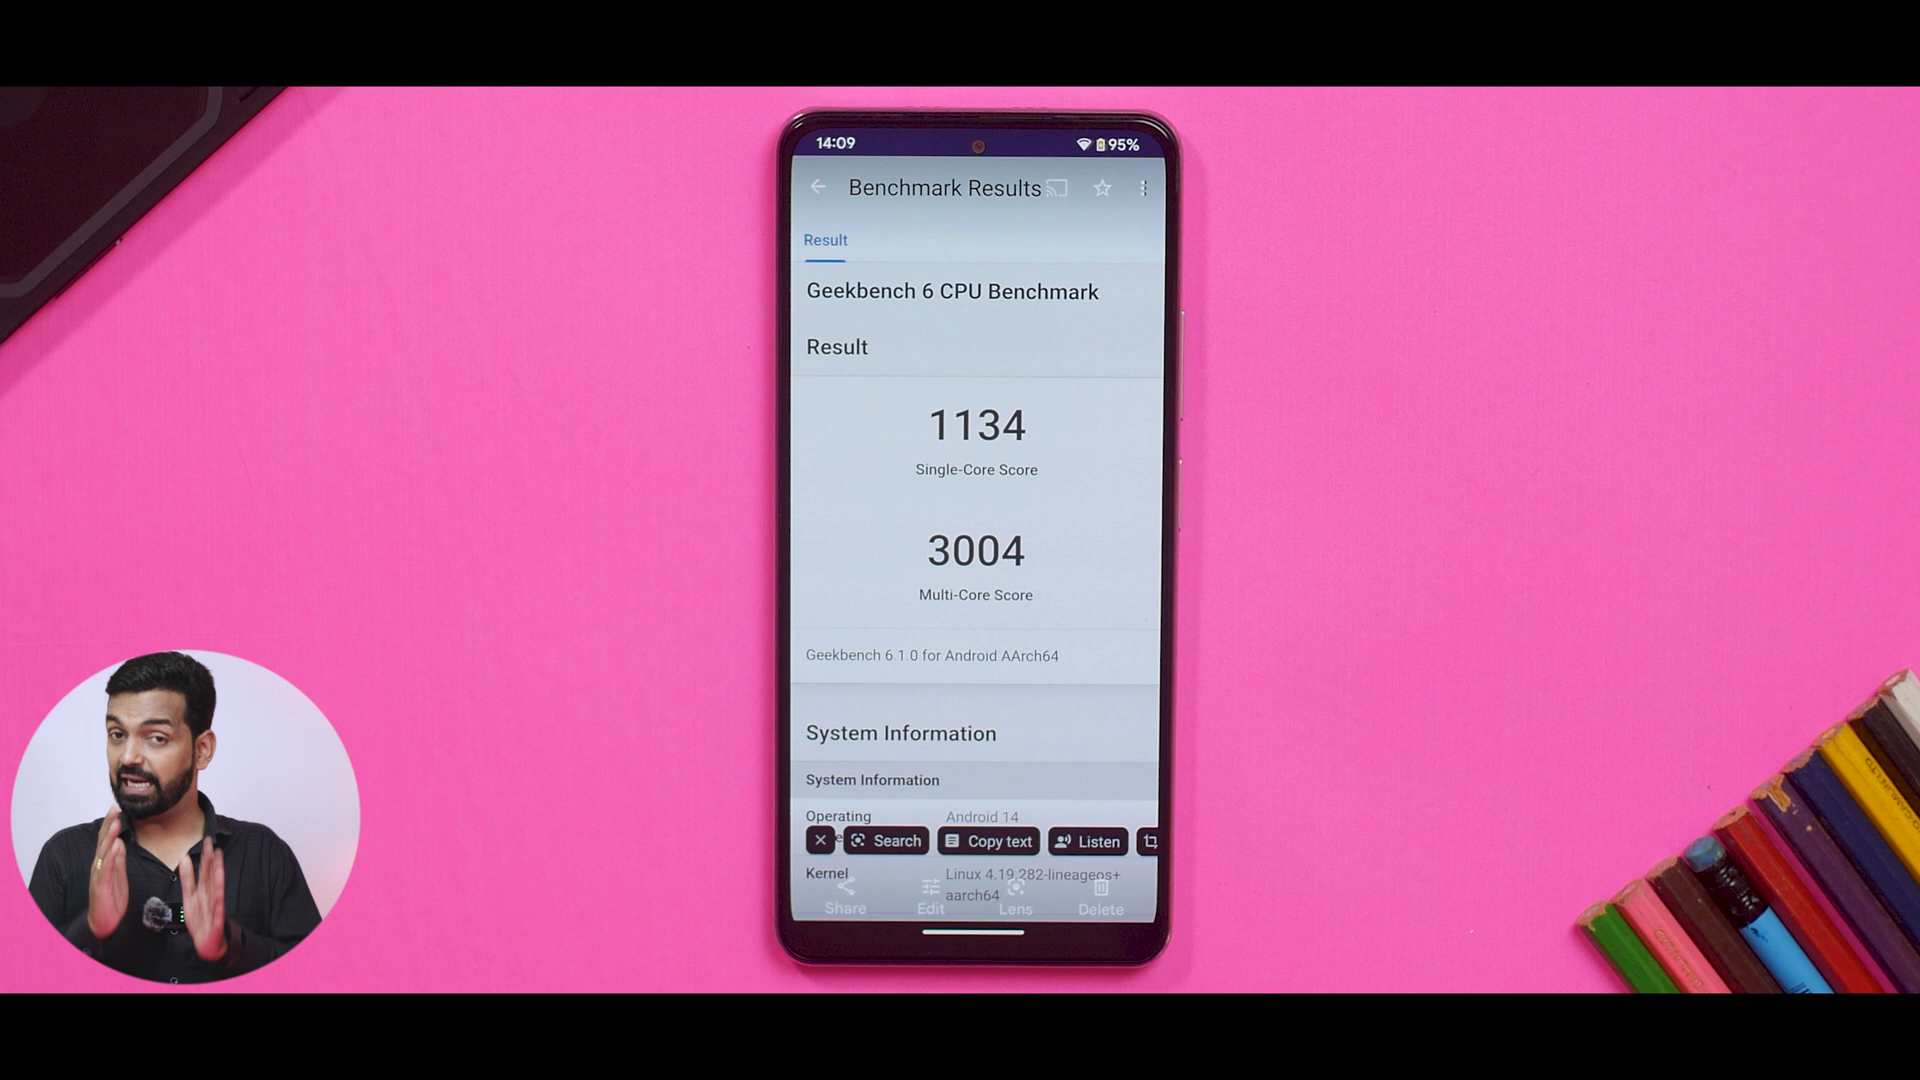 14:09
95%
Benchmark Results
Result
Geekbench 6 CPU Benchmark
Result
1134
Single-Core Score
3004
Multi-Core Score
Geekbench 6.1.0 for Android AArch64
System Information
System Information
Operating Android 14
Search Copy text Listen
Kernel Linux 4.19.282-lineageos+
aarch64
Share Edit Lens Delete